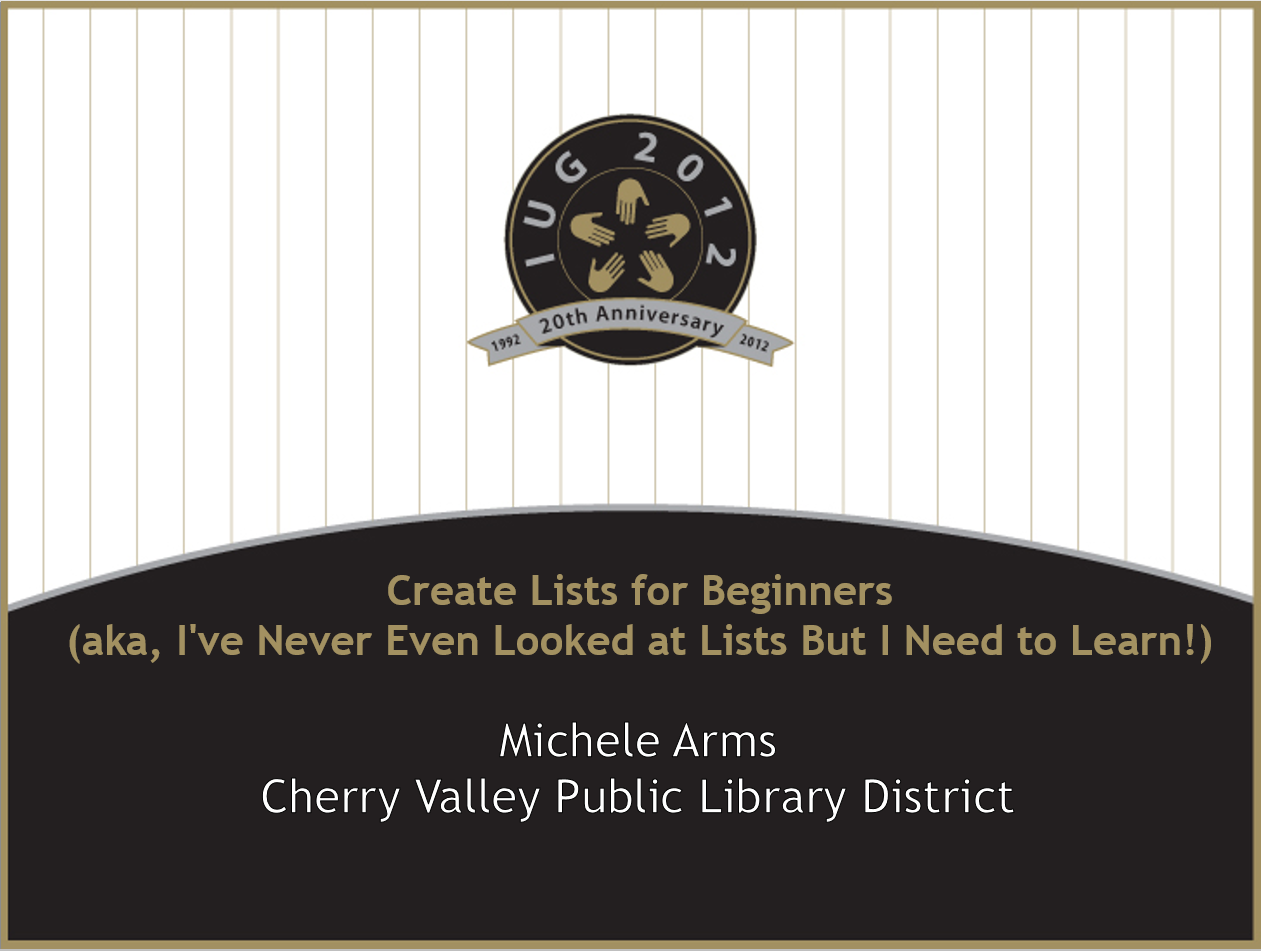 IUG 2012
20th Anniversary
1992
2012
Create Lists for Beginners
(aka, I've Never Even Looked at Lists But I Need to Learn!)
Michele Arms
Cherry Valley Public Library District